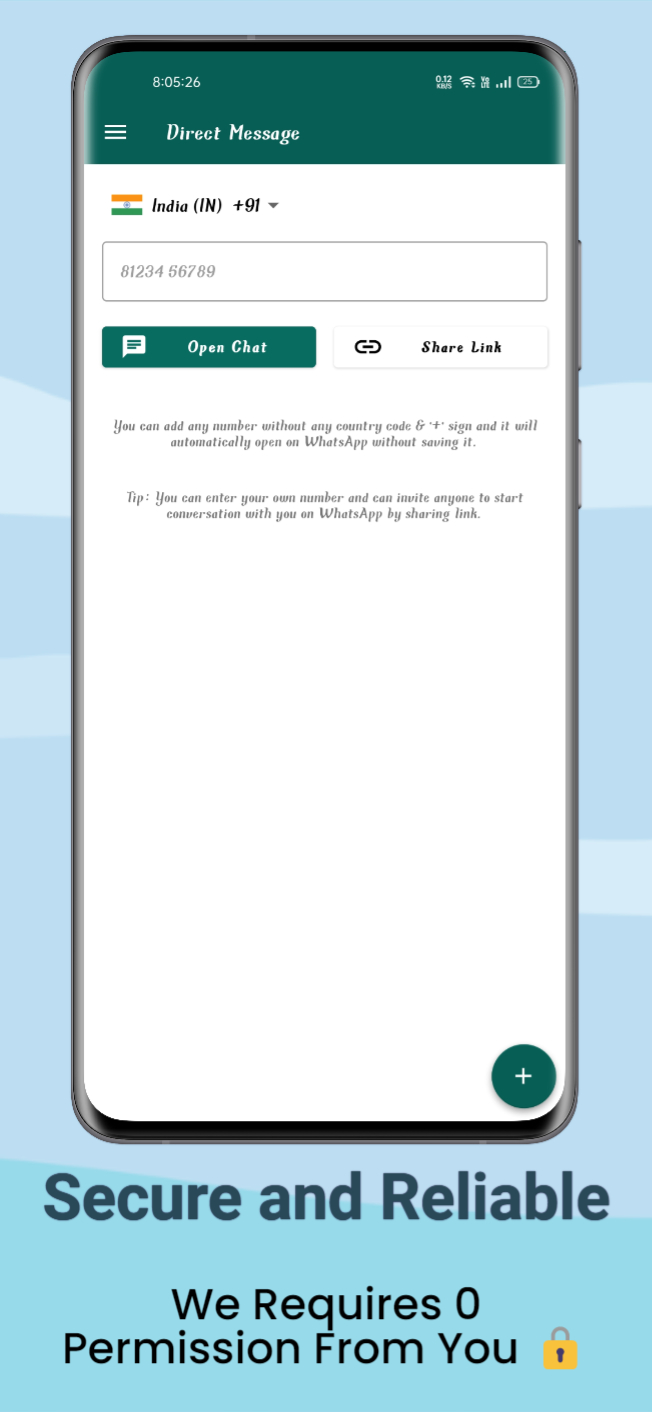 8:05:26
0.12 KB/S Vo LTE 25
Direct Message
India (IN) +91
81234 56789
Open Chat
Share Link
You can add any number without any country code & '+' sign and it will
automatically open on WhatsApp without saving it.
Tip: You can enter your own number and can invite anyone to start
conversation with you on WhatsApp by sharing link.
+
Secure and Reliable
We Requires 0
Permission From You